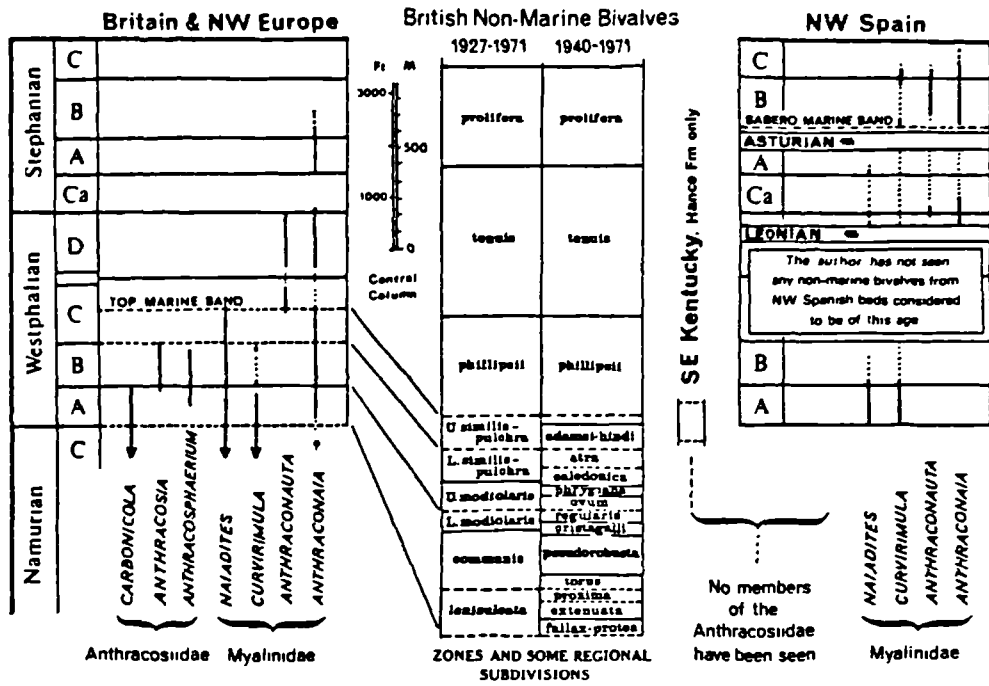 Britain & NW Europe
Stephanian
Westphalian
Namurian
C
B
A
Ca
D
C
B
A
C
TOP MARINE BAND
CARBONICOLA
ANTHRACOSIA
ANTHRACOSPHAERIUM
NAIADITES
CURVIRIMULA
ANTHRACONAUTA
ANTHRACONAIA
Anthracosiidae
Myalinidae
British Non-Marine Bivalves
1927-1971
1940-1971
Ft
M
3000
500
1000
0
0
Central
Column
prolifera
prolifera
tenuis
tenuis
phillipsii
phillipsii
U similis-
pulchra
L. similis-
pulchra
U modiolaris
L. modiolaris
communis
lenisulcata
adamsi-hindi
atra
caledonica
phrygiana
ovum
regularis
cristagalli
pseudorobusta
torus
proxima
extenuata
fallax-protea
ZONES AND SOME REGIONAL
SUBDIVISIONS
SE Kentucky, Hance Fm only
No members
of the
Anthracosiidae
have been seen
NW Spain
C
B
SABERO MARINE BAND
ASTURIAN
A
Ca
LEONIAN
The author has not seen
any non-marine bivalves from
NW Spanish beds considered
to be of this age
B
A
NAIADITES
CURVIRIMULA
ANTHRACONAUTA
ANTHRACONAIA
Myalinidae